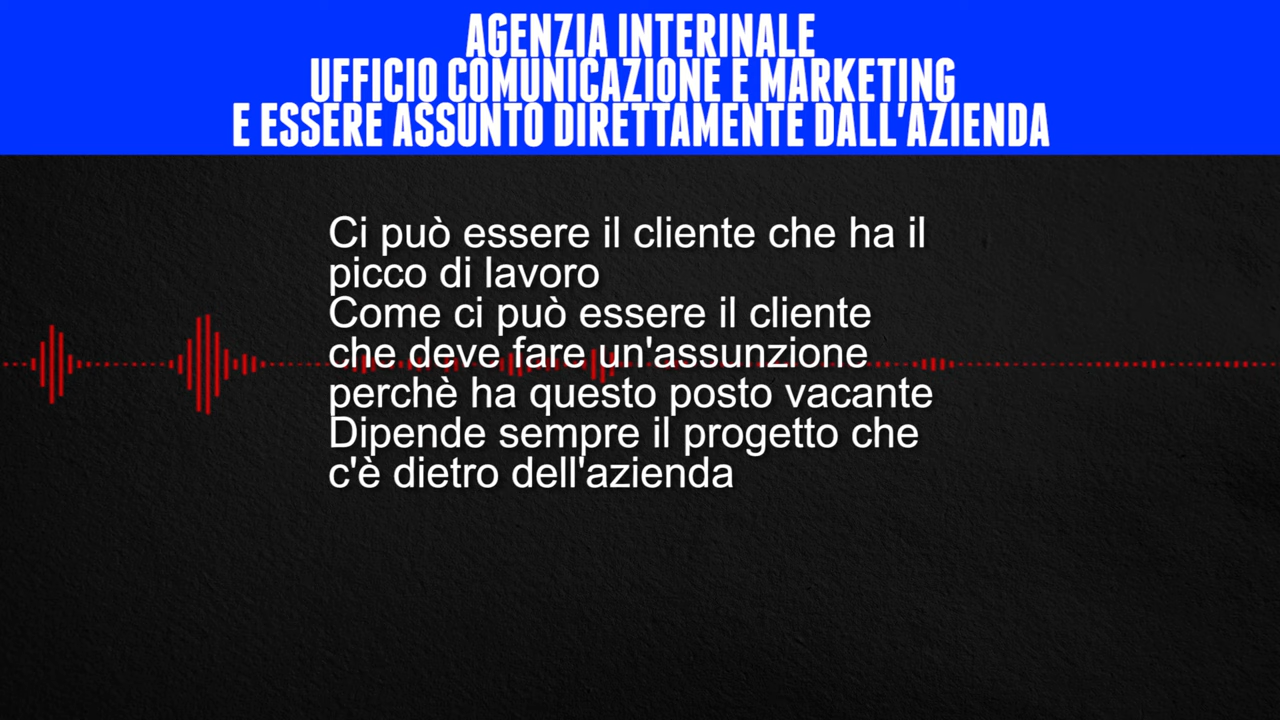 AGENZIA INTERINALE
UFFICIO COMUNICAZIONE E MARKETING
E ESSERE ASSUNTO DIRETTAMENTE DALL'AZIENDA
Ci può essere il cliente che ha il
picco di lavoro
Come ci può essere il cliente
che deve fare un'assunzione
perchè ha questo posto vacante
Dipende sempre il progetto che
c'è dietro dell'azienda